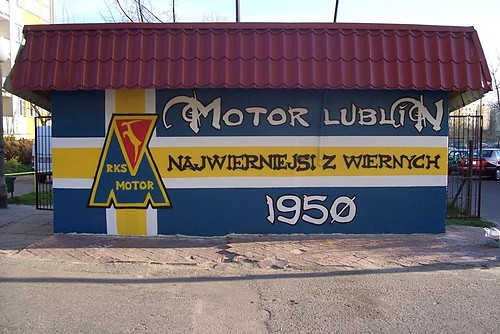 MOTOR LUBLIN
RKS
MOTOR
NAJWIERNIEJSI Z WIERNYCH
1950